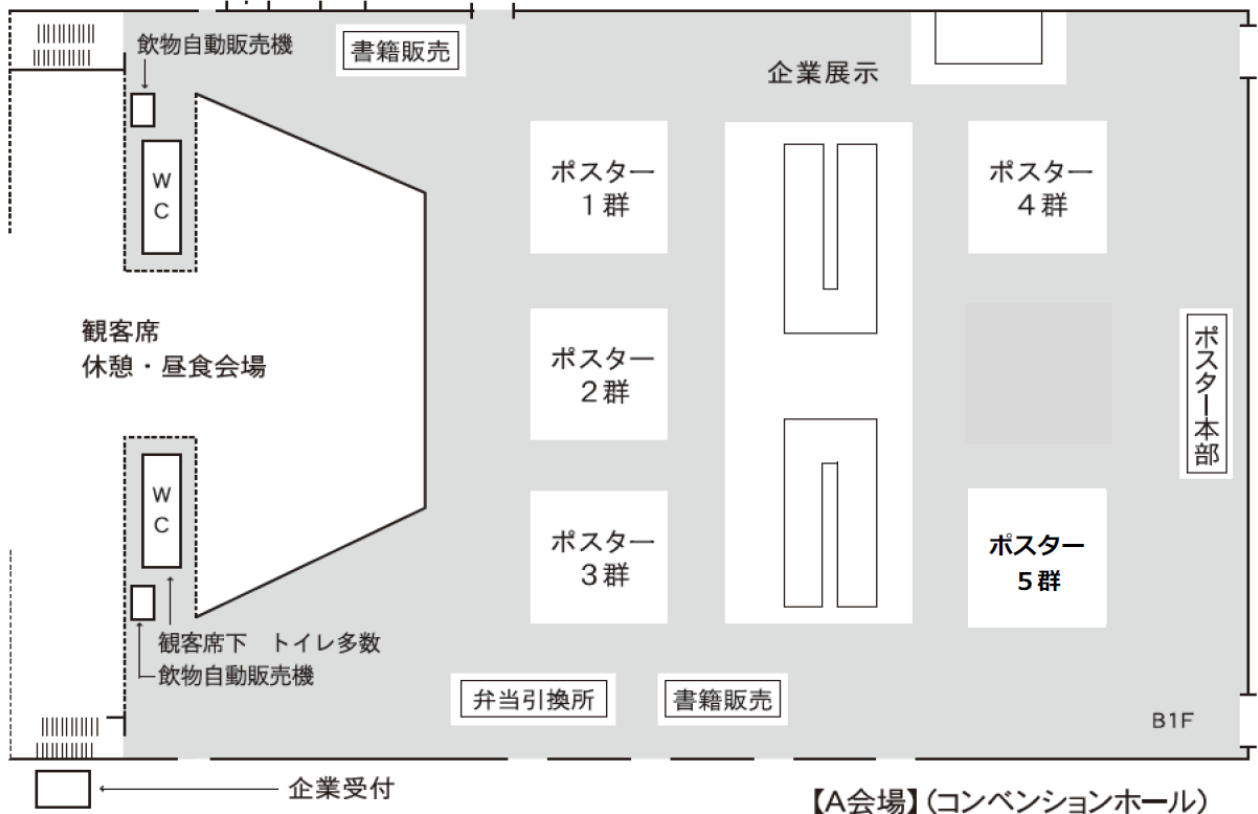 飲物自動販売機
書籍販売
企業展示
W
C
ポスター
1群
ポスター
4群
観客席
休憩・昼食会場
ポスター
2群
ポスター本部
W
C
ポスター
3群
ポスター
5群
観客席下　トイレ多数
飲物自動販売機
弁当引換所
書籍販売
B1F
企業受付
【A会場】(コンベンションホール)